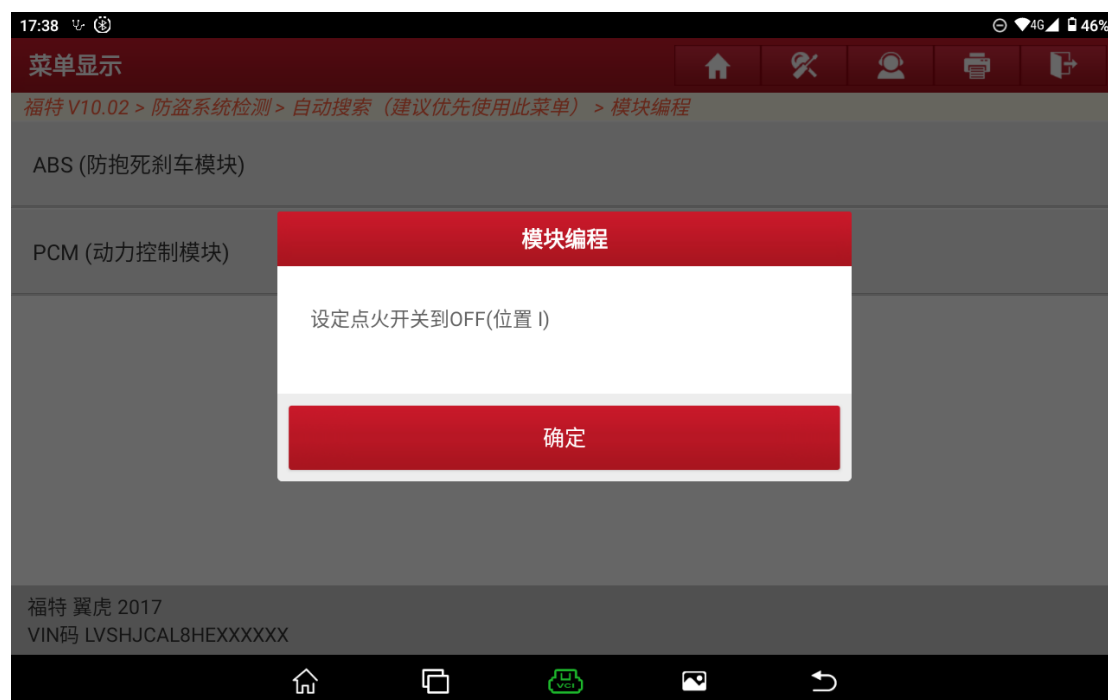 17:38
4G 46%
菜单显示
福特 V10.02 > 防盗系统检测 > 自动搜索（建议优先使用此菜单） > 模块编程
ABS (防抱死刹车模块)
PCM (动力控制模块)
模块编程
设定点火开关到OFF(位置 I)
确定
福特 翼虎 2017
VIN码 LVSHJCAL8HEXXXXXX
VCI